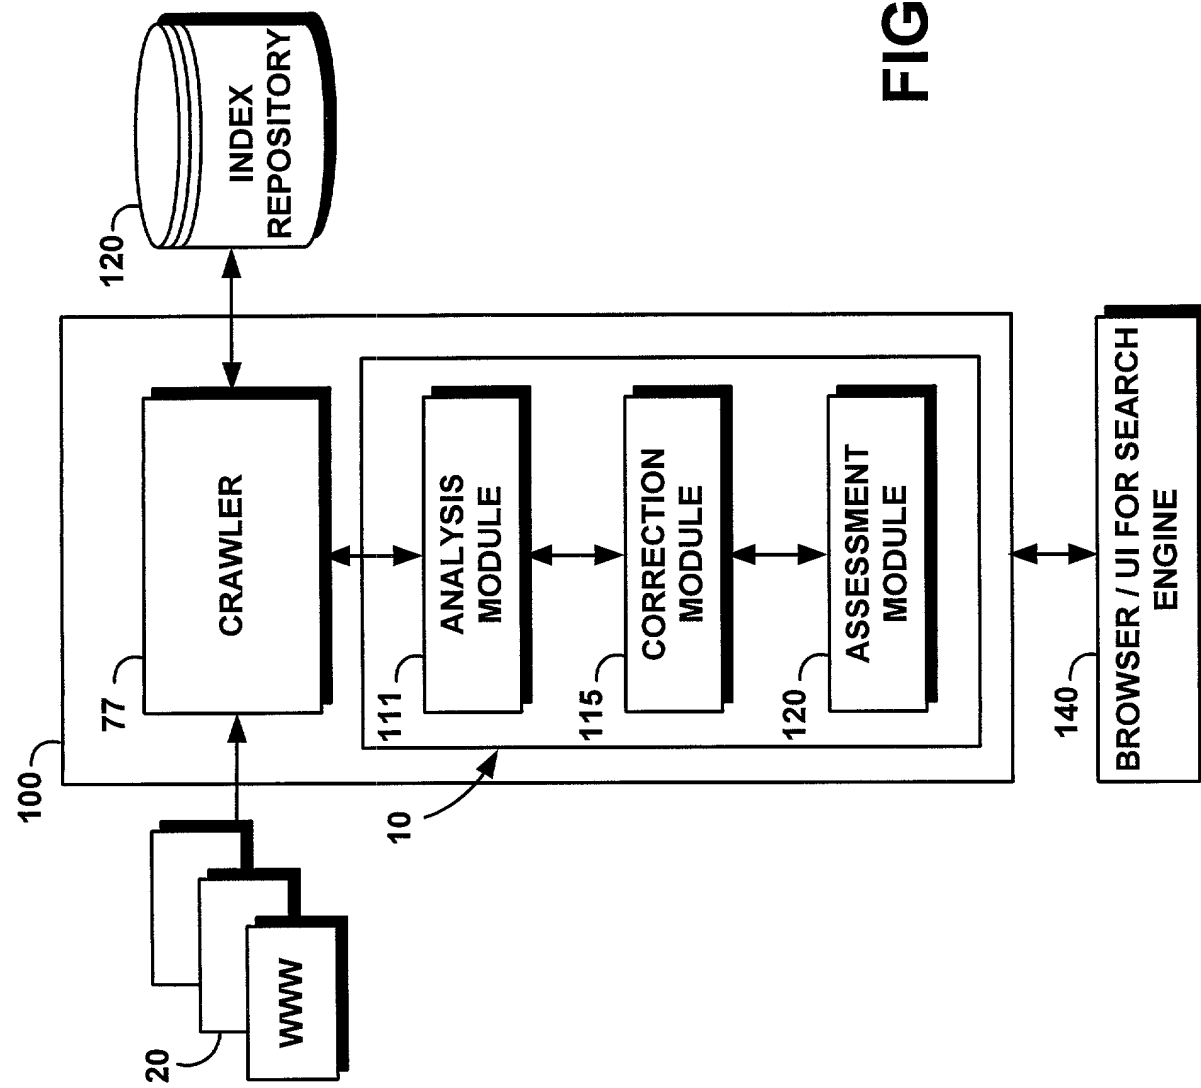 100
20
WWW
77
CRAWLER
120
INDEX
REPOSITORY
10
111
ANALYSIS
MODULE
115
CORRECTION
MODULE
120
ASSESSMENT
MODULE
140
BROWSER / UI FOR SEARCH
ENGINE
FIG